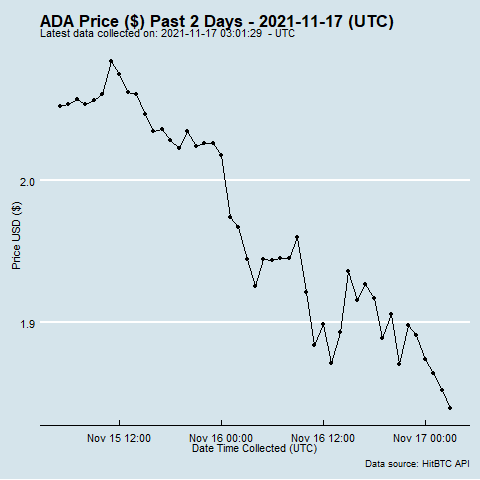 ADA Price ($) Past 2 Days - 2021-11-17 (UTC)
Latest data collected on: 2021-11-17 03:01:29 - UTC
2.0
Price USD ($)
1.9
Nov 15 12:00 Nov 16 00:00 Nov 16 12:00 Nov 17 00:00
Date Time Collected (UTC)
Data source: HitBTC API